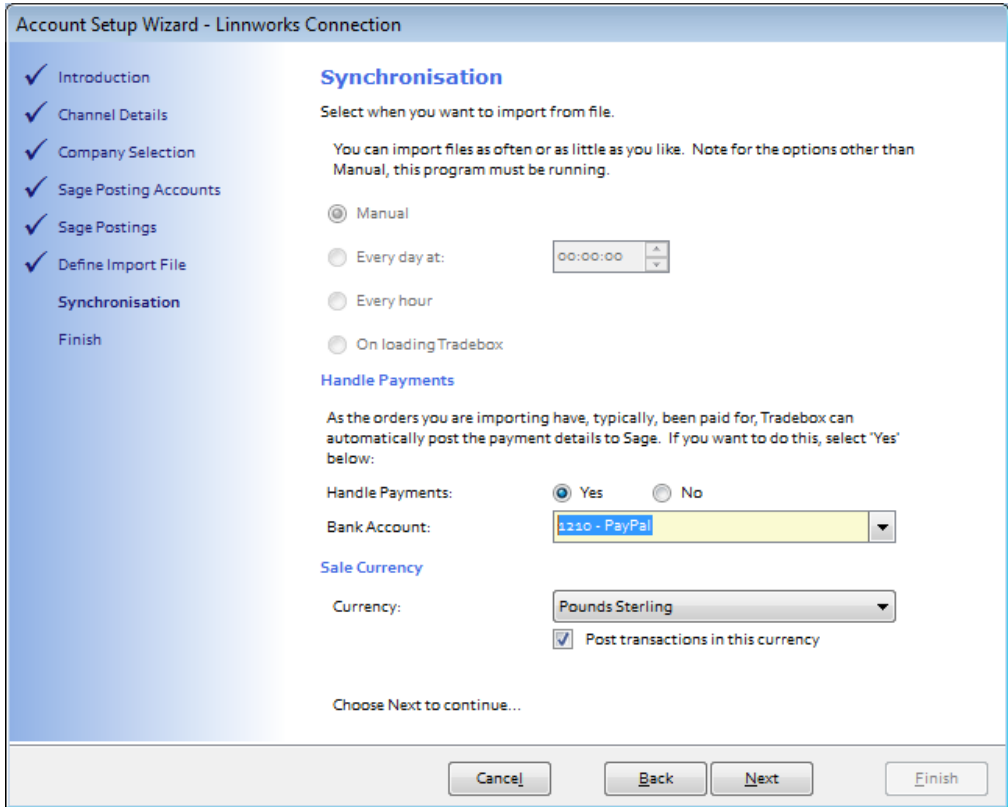 Account Setup Wizard - Linnworks Connection
Introduction
Channel Details
Company Selection
Sage Posting Accounts
Sage Postings
Define Import File
Synchronisation
Finish
Synchronisation
Select when you want to import from file.
You can import files as often or as little as you like. Note for the options other than
Manual, this program must be running.
Manual
Every day at: 00:00:00
Every hour
On loading Tradebox
Handle Payments
As the orders you are importing have, typically, been paid for, Tradebox can
automatically post the payment details to Sage. If you want to do this, select 'Yes'
below:
Handle Payments: Yes No
Bank Account: 1210 - PayPal
Sale Currency
Currency: Pounds Sterling
Post transactions in this currency
Choose Next to continue...
Cancel Back Next Finish